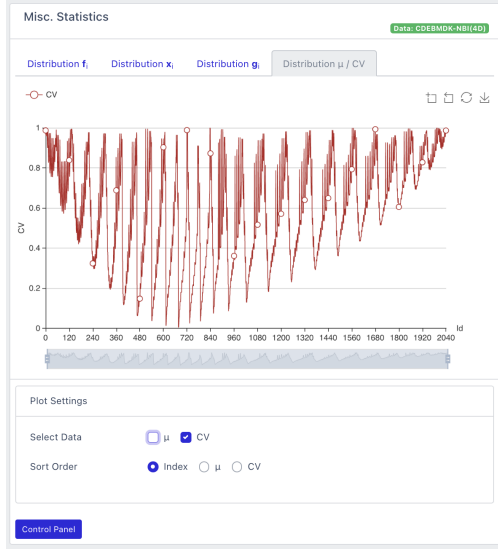 Misc. Statistics
Data: CDEBMDK-NBI(4D)
Distribution fi
Distribution xi
Distribution gi
Distribution μ / CV
CV
CV
1
0.8
0.6
0.4
0.2
0
0 120 240 360 480 600 720 840 960 1080 1200 1320 1440 1560 1680 1800 1920 2040
Id
Plot Settings
Select Data μ CV
Sort Order Index μ CV
Control Panel